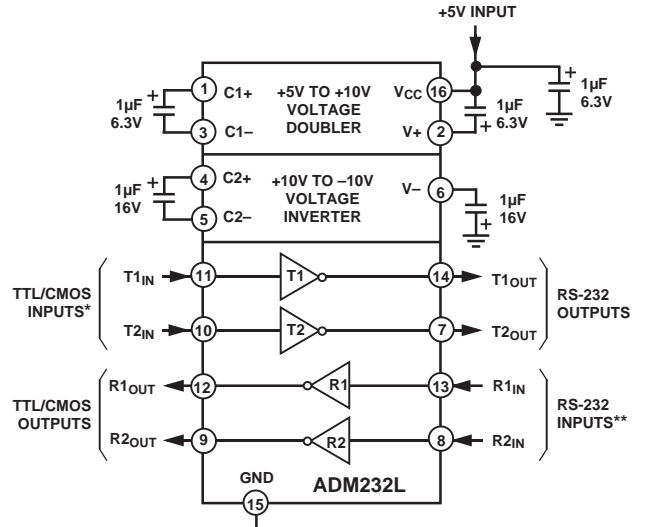 +5V INPUT
1µF
6.3V
1 C1+
3 C1–
+5V TO +10V
VOLTAGE
DOUBLER
VCC 16
V+ 2
1µF
6.3V
1µF
6.3V
1µF
16V
4 C2+
5 C2–
+10V TO –10V
VOLTAGE
INVERTER
V– 6
1µF
16V
TTL/CMOS
INPUTS*
T1IN 11 T1 14 T1OUT
T2IN 10 T2 7 T2OUT
RS-232
OUTPUTS
TTL/CMOS
OUTPUTS
R1OUT 12 R1 13 R1IN
R2OUT 9 R2 8 R2IN
RS-232
INPUTS**
GND
15
ADM232L